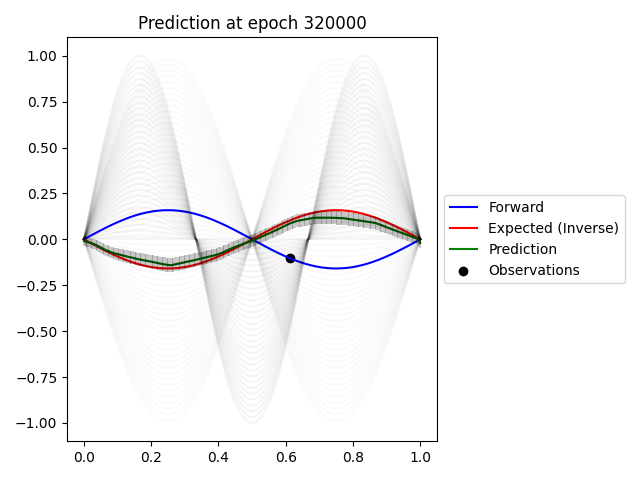 Prediction at epoch 320000
1.00
0.75
0.50
0.25
0.00
−0.25
−0.50
−0.75
−1.00
0.0 0.2 0.4 0.6 0.8 1.0
Forward
Expected (Inverse)
Prediction
Observations